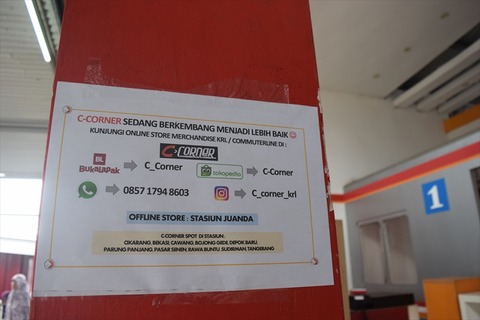 C-CORNER SEDANG BERKEMBANG MENJADI LEBIH BAIK
KUNJUNGI ONLINE STORE MERCHANDISE KRL / COMMUTERLINE DI :
C-CORNER
BL
BukaLapak → C_Corner
tokopedia → C-Corner
0857 1794 8603
→ C_corner_krl
OFFLINE STORE : STASIUN JUANDA
C-CORNER SPOT DI STASIUN :
CIKARANG, BEKASI, CAWANG, BOJONG GEDE, DEPOK BARU,
PARUNG PANJANG, PASAR SENEN, RAWA BUNTU, SUDIRMAN, TANGERANG
1